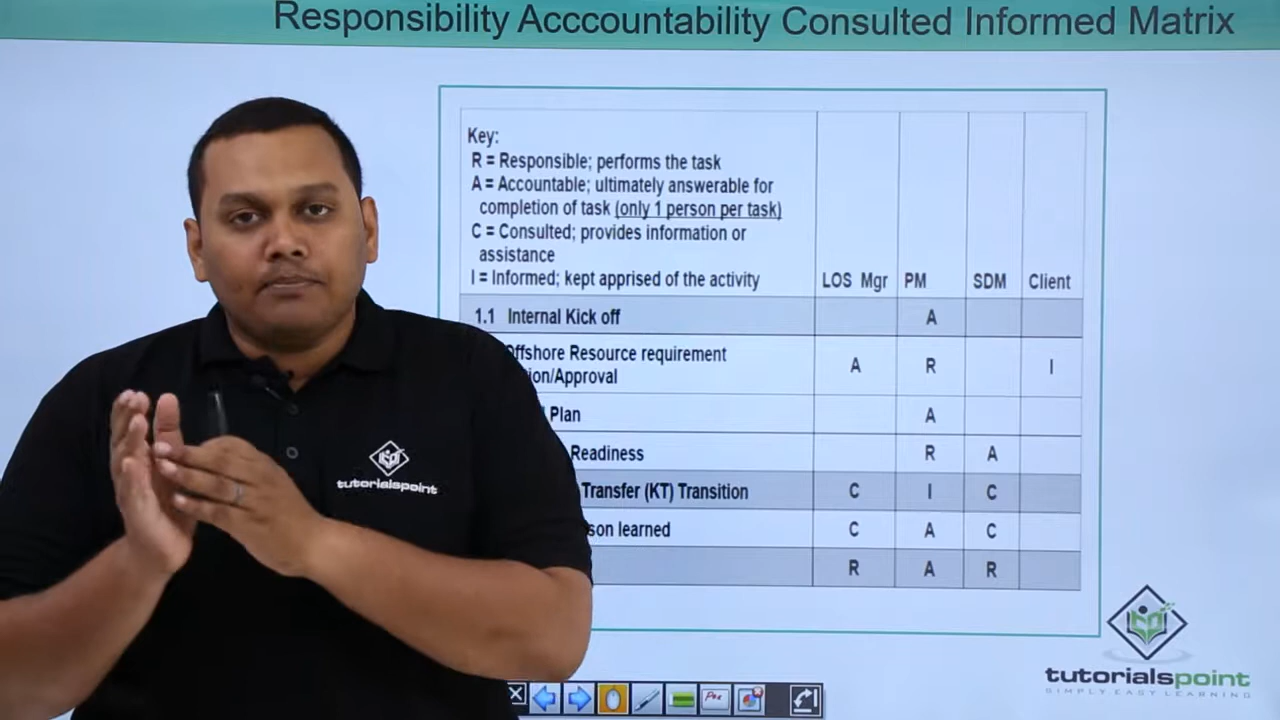 Responsibility Acccountability Consulted Informed Matrix
Key:
R = Responsible; performs the task
A = Accountable; ultimately answerable for
completion of task (only 1 person per task)
C = Consulted; provides information or
assistance
I = Informed; kept apprised of the activity
LOS Mgr PM SDM Client
1.1 Internal Kick off A
Offshore Resource requirement
ion/Approval A R I
Plan A
Readiness R A
Transfer (KT) Transition C I C
son learned C A C
R A R
tutorialspoint
tutorialspoint
SIMPLY EASY LEARNING
Pen